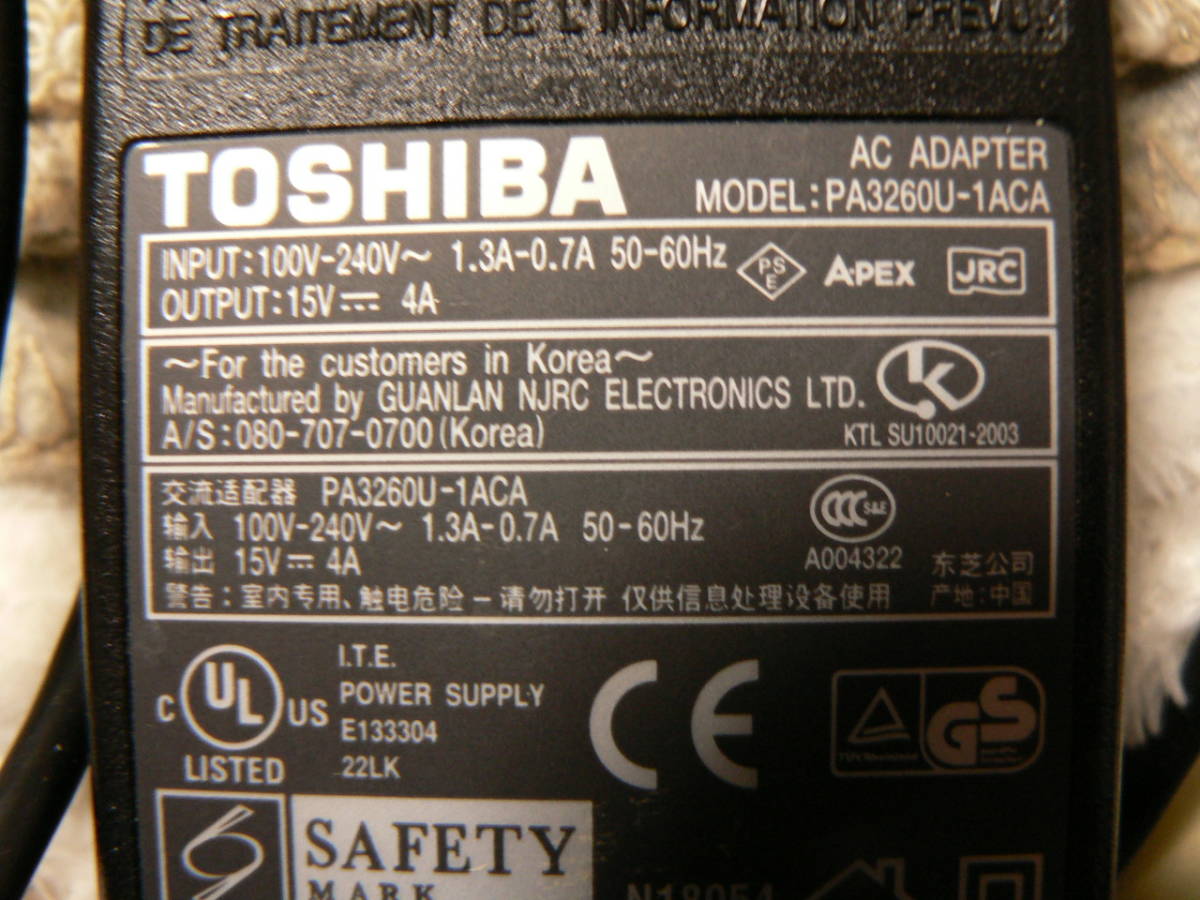 DE TRAITEMENT DE L'INFORMATION PREVU.
TOSHIBA
AC ADAPTER
MODEL:PA3260U-1ACA
INPUT:100V-240V～ 1.3A-0.7A 50-60Hz
OUTPUT:15V⎓ 4A
PS E
APEX
JRC
～For the customers in Korea～
Manufactured by GUANLAN NJRC ELECTRONICS LTD.
A/S:080-707-0700(Korea)
K
KTL SU10021-2003
交流适配器 PA3260U-1ACA
输入 100V-240V～ 1.3A-0.7A 50-60Hz
输出 15V⎓ 4A
CCC S&E
A004322
东芝公司
警告:室内专用、触电危险－请勿打开 仅供信息处理设备使用
产地:中国
C UL US
LISTED
I.T.E.
POWER SUPPLY
E133304
22LK
CE
GS
SAFETY
MARK
N18054